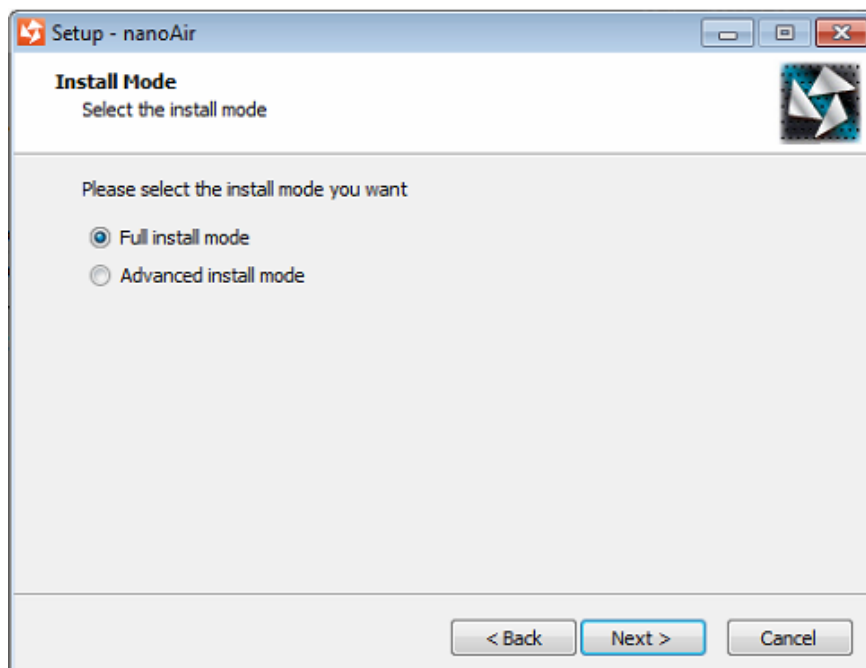 Setup - nanoAir
Install Mode
Select the install mode
Please select the install mode you want
Full install mode
Advanced install mode
< Back Next > Cancel